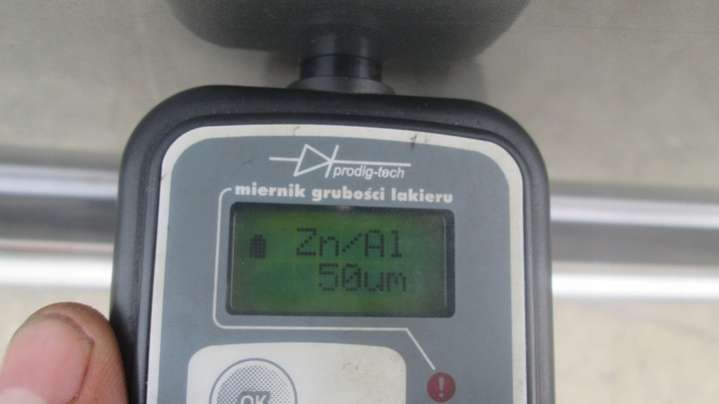 prodig-tech
miernik grubości lakieru
Zn/Al
50um
OK